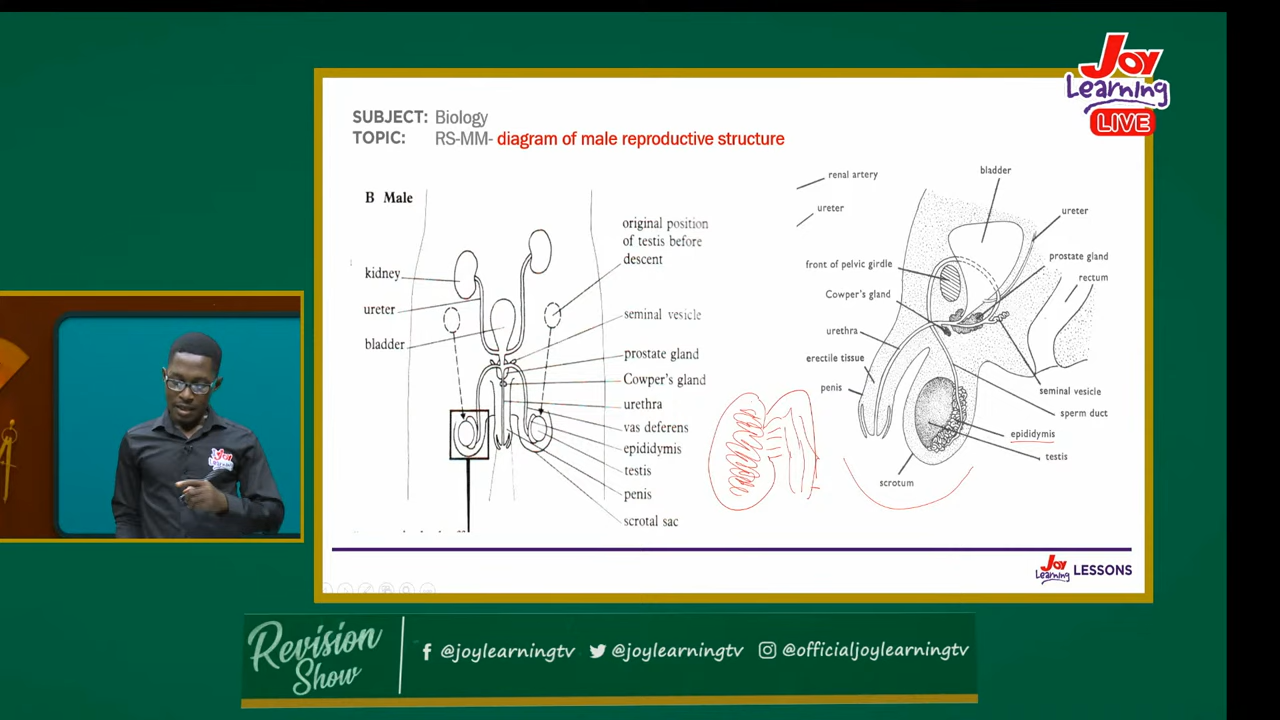 JOY
Learning
LIVE
SUBJECT: Biology
TOPIC: RS-MM- diagram of male reproductive structure
B Male
kidney
ureter
bladder
original position
of testis before
descent
seminal vesicle
prostate gland
Cowper's gland
urethra
vas deferens
epididymis
testis
penis
scrotal sac
renal artery
ureter
bladder
ureter
front of pelvic girdle
prostate gland
rectum
Cowper's gland
urethra
erectile tissue
penis
seminal vesicle
sperm duct
epididymis
testis
scrotum
JOY
Learning
JOY
Learning
LESSONS
Revision
Show
@joylearningtv
@joylearningtv
@officialjoylearningtv